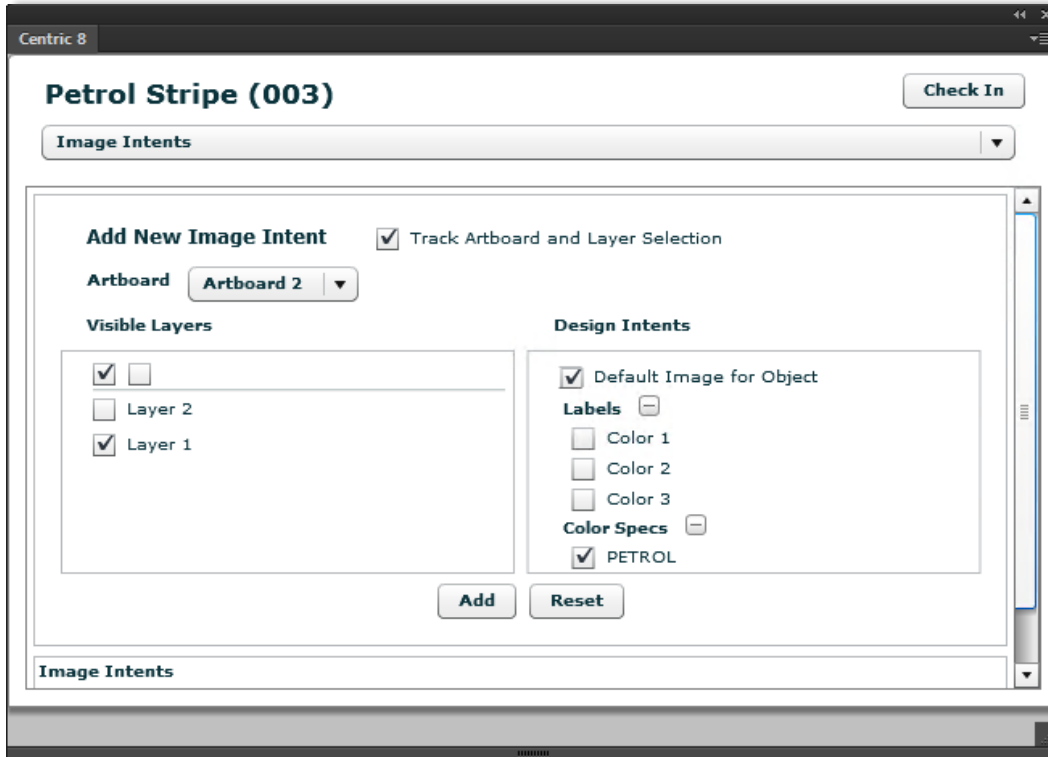 Centric 8
Petrol Stripe (003)
Check In
Image Intents
Add New Image Intent
Track Artboard and Layer Selection
Artboard
Artboard 2
Visible Layers
Design Intents
Layer 2
Layer 1
Default Image for Object
Labels
Color 1
Color 2
Color 3
Color Specs
PETROL
Add
Reset
Image Intents